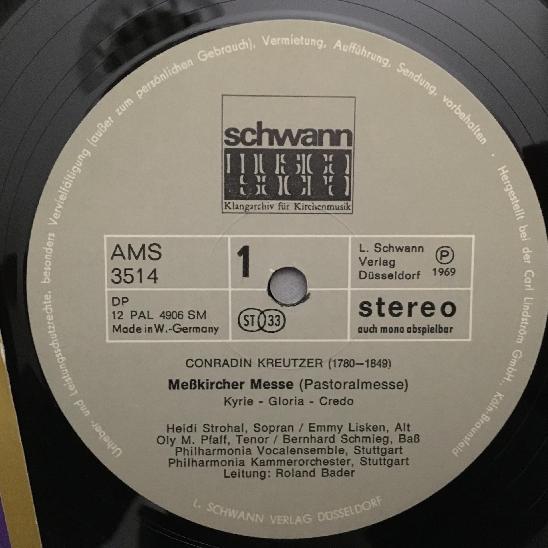 Urheber- und Leistungsschutzrechte, besonders Vervielfältigung (außer zum persönlichen Gebrauch), Vermietung, Aufführung, Sendung, vorbehalten · Hergestellt bei der Carl Lindström GmbH., Köln-Braunsfeld
schwann
musica
sacra
Klangarchiv für Kirchenmusik
AMS
3514
1
L. Schwann
Verlag
Düsseldorf
P
1969
DP
12 PAL 4906 SM
Made in W.-Germany
ST 33
stereo
auch mono abspielbar
CONRADIN KREUTZER (1780–1849)
Meßkircher Messe (Pastoralmesse)
Kyrie - Gloria - Credo
Heidi Strohal, Sopran / Emmy Lisken, Alt
Oly M. Pfaff, Tenor / Bernhard Schmieg, Baß
Philharmonia Vocalensemble, Stuttgart
Philharmonia Kammerorchester, Stuttgart
Leitung: Roland Bader
L. SCHWANN VERLAG DÜSSELDORF